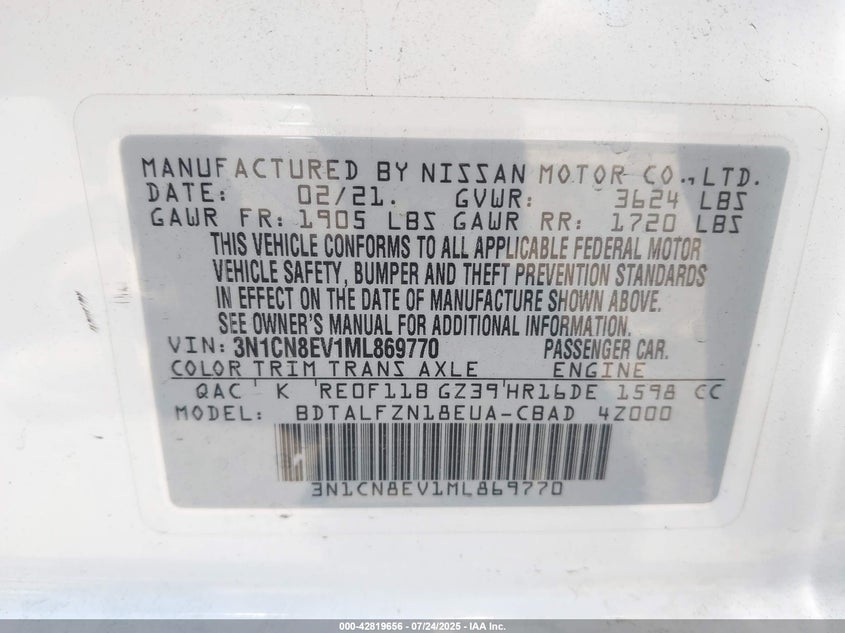 MANUFACTURED BY NISSAN MOTOR CO., LTD.
DATE: 02/21. GVWR: 3624 LBS
GAWR FR: 1905 LBS GAWR RR: 1720 LBS
THIS VEHICLE CONFORMS TO ALL APPLICABLE FEDERAL MOTOR
VEHICLE SAFETY, BUMPER AND THEFT PREVENTION STANDARDS
IN EFFECT ON THE DATE OF MANUFACTURE SHOWN ABOVE.
SEE OWNER'S MANUAL FOR ADDITIONAL INFORMATION.
VIN: 3N1CN8EV1ML869770 PASSENGER CAR.
COLOR TRIM TRANS AXLE ENGINE
QAC K RE0F11B GZ39 HR16DE 1598 CC
MODEL: BDTALFZN18EUA-CBAD 4Z000
3N1CN8EV1ML869770
000-42819656 - 07/24/2025 - IAA Inc.